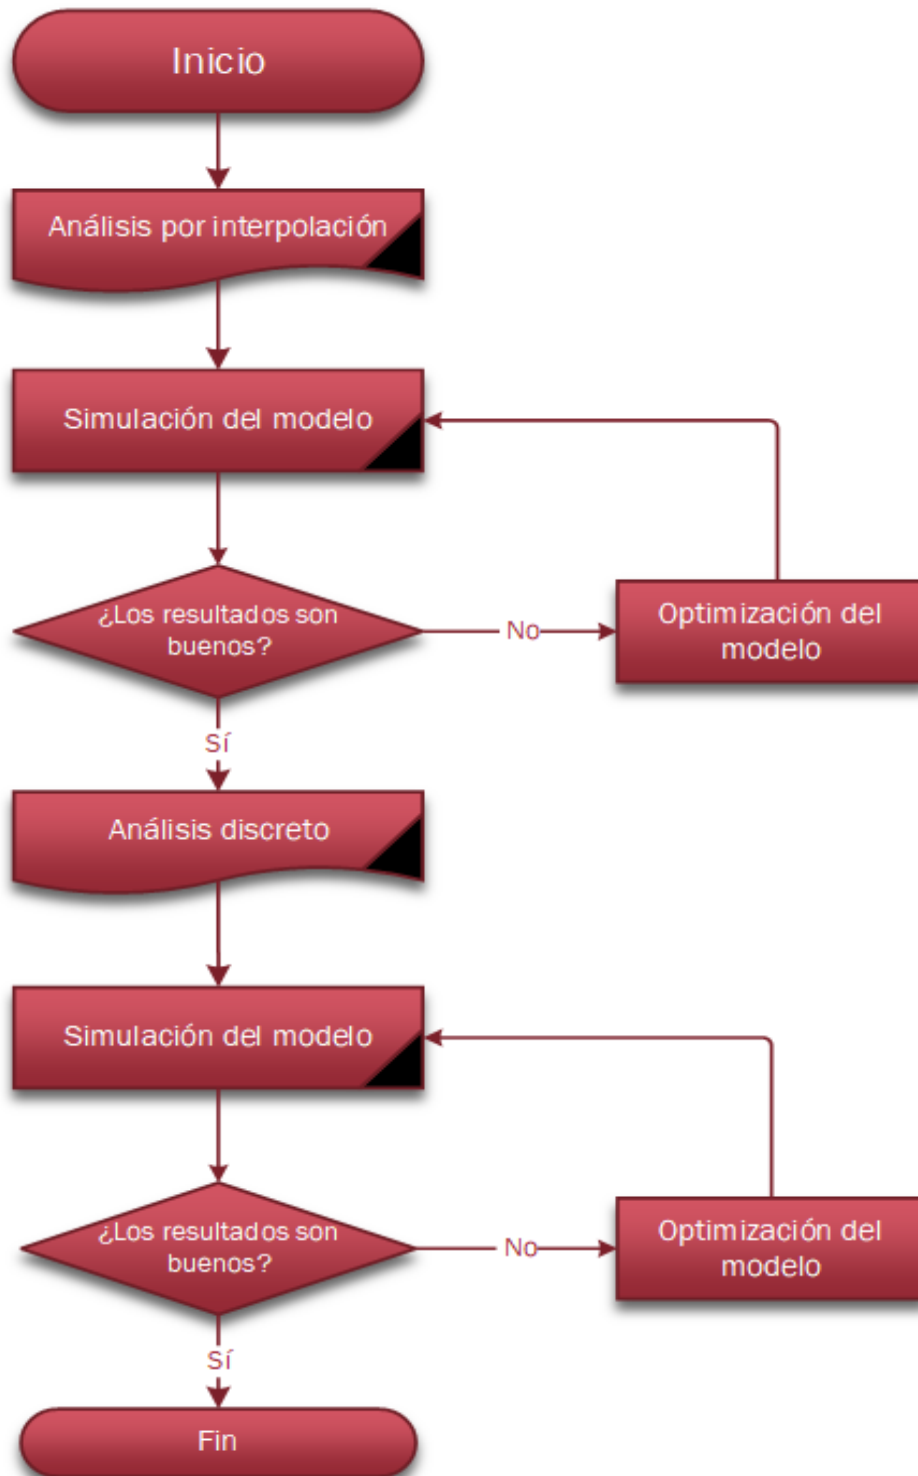 Inicio
Análisis por interpolación
Simulación del modelo
¿Los resultados son
buenos?
No
Optimización del
modelo
Sí
Análisis discreto
Simulación del modelo
¿Los resultados son
buenos?
No
Optimización del
modelo
Sí
Fin